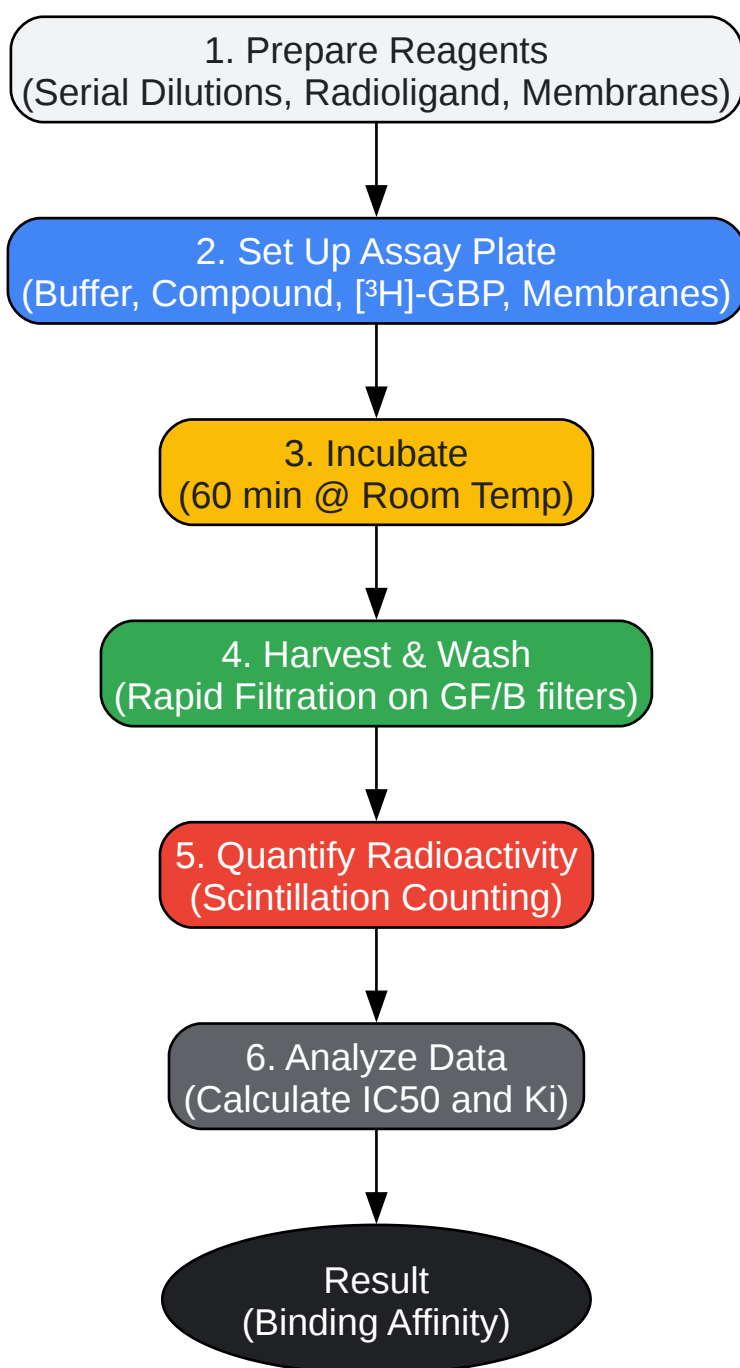 1. Prepare Reagents
(Serial Dilutions, Radioligand, Membranes)
2. Set Up Assay Plate
(Buffer, Compound, [³H]-GBP, Membranes)
3. Incubate
(60 min @ Room Temp)
4. Harvest & Wash
(Rapid Filtration on GF/B filters)
5. Quantify Radioactivity
(Scintillation Counting)
6. Analyze Data
(Calculate IC50 and Ki)
Result
(Binding Affinity)